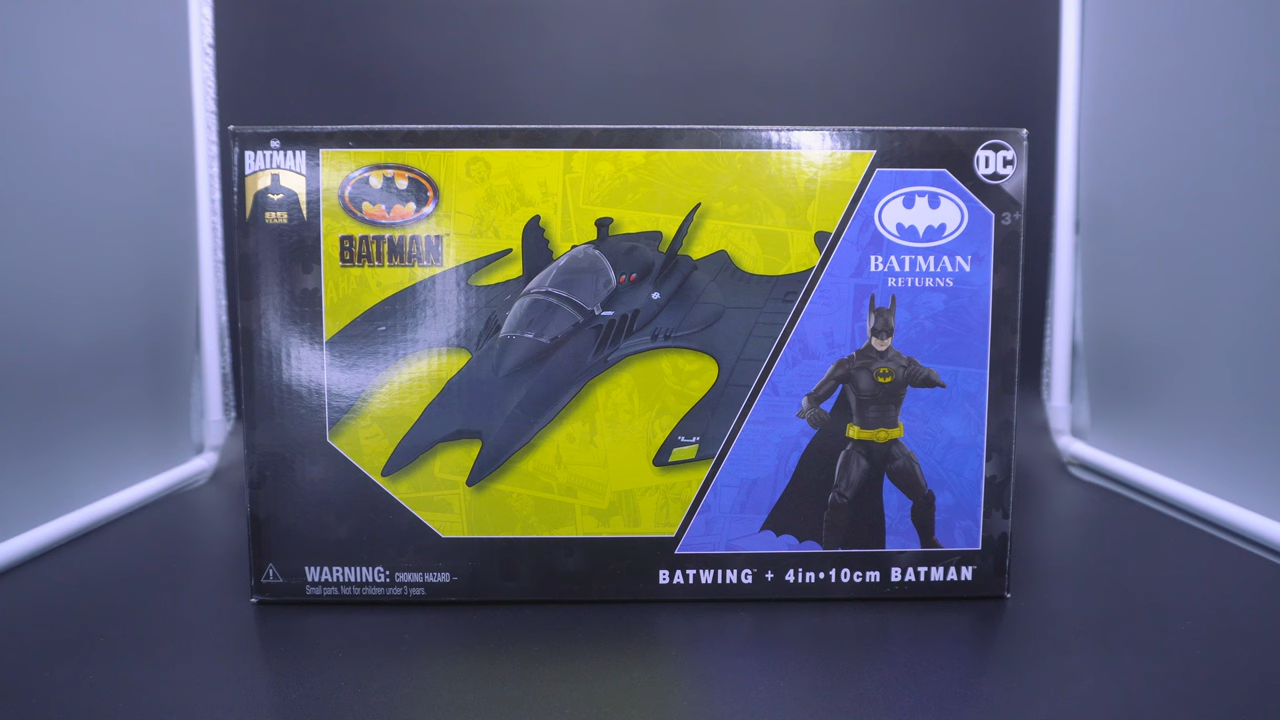 DC
BATMAN
85
YEARS
BATMAN
DC
3+
BATMAN
RETURNS
WARNING: CHOKING HAZARD –
Small parts. Not for children under 3 years.
BATWING™ + 4in•10cm BATMAN™